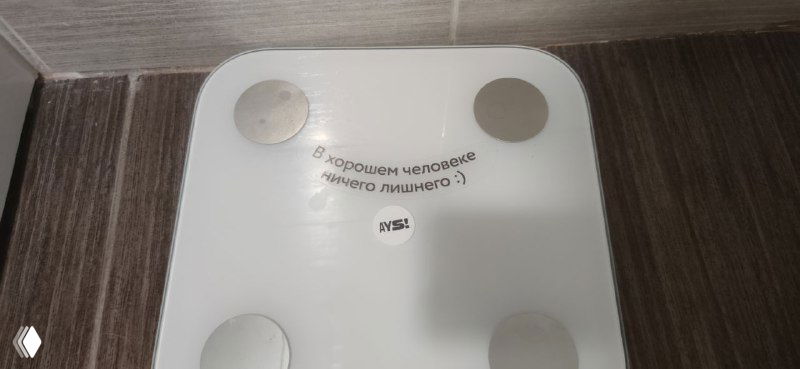 В хорошем человеке
ничего лишнего :)
AYS!